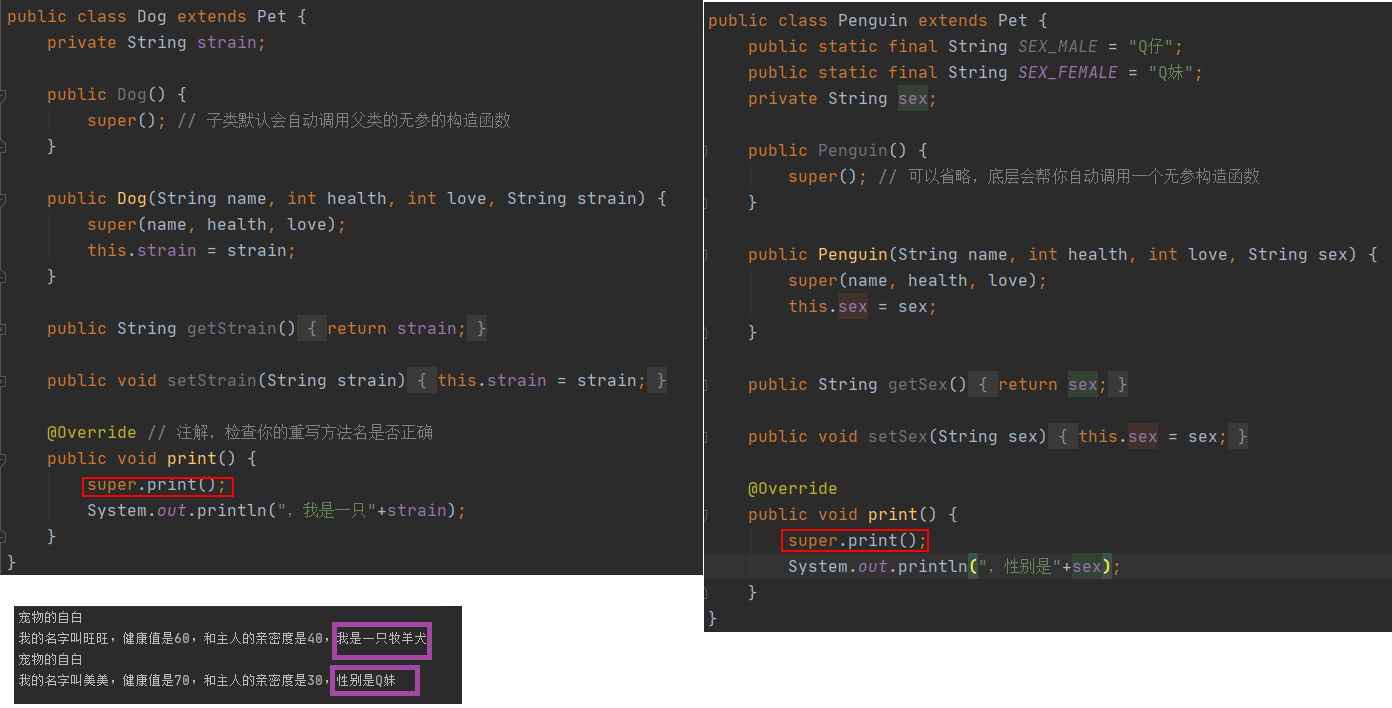 public class Dog extends Pet {
private String strain;
public Dog() {
super(); // 子类默认会自动调用父类的无参的构造函数
}
public Dog(String name, int health, int love, String strain) {
super(name, health, love);
this.strain = strain;
}
public String getStrain() { return strain; }
public void setStrain(String strain) { this.strain = strain; }
@Override // 注解，检查你的重写方法名是否正确
public void print() {
super.print();
System.out.println("，我是一只"+strain);
}
}
public class Penguin extends Pet {
public static final String SEX_MALE = "Q仔";
public static final String SEX_FEMALE = "Q妹";
private String sex;
public Penguin() {
super(); // 可以省略，底层会帮你自动调用一个无参构造函数
}
public Penguin(String name, int health, int love, String sex) {
super(name, health, love);
this.sex = sex;
}
public String getSex() { return sex; }
public void setSex(String sex) { this.sex = sex; }
@Override
public void print() {
super.print();
System.out.println("，性别是"+sex);
}
}
宠物的自白
我的名字叫旺旺，健康值是60，和主人的亲密度是40，我是一只牧羊犬
宠物的自白
我的名字叫美美，健康值是70，和主人的亲密度是30，性别是Q妹